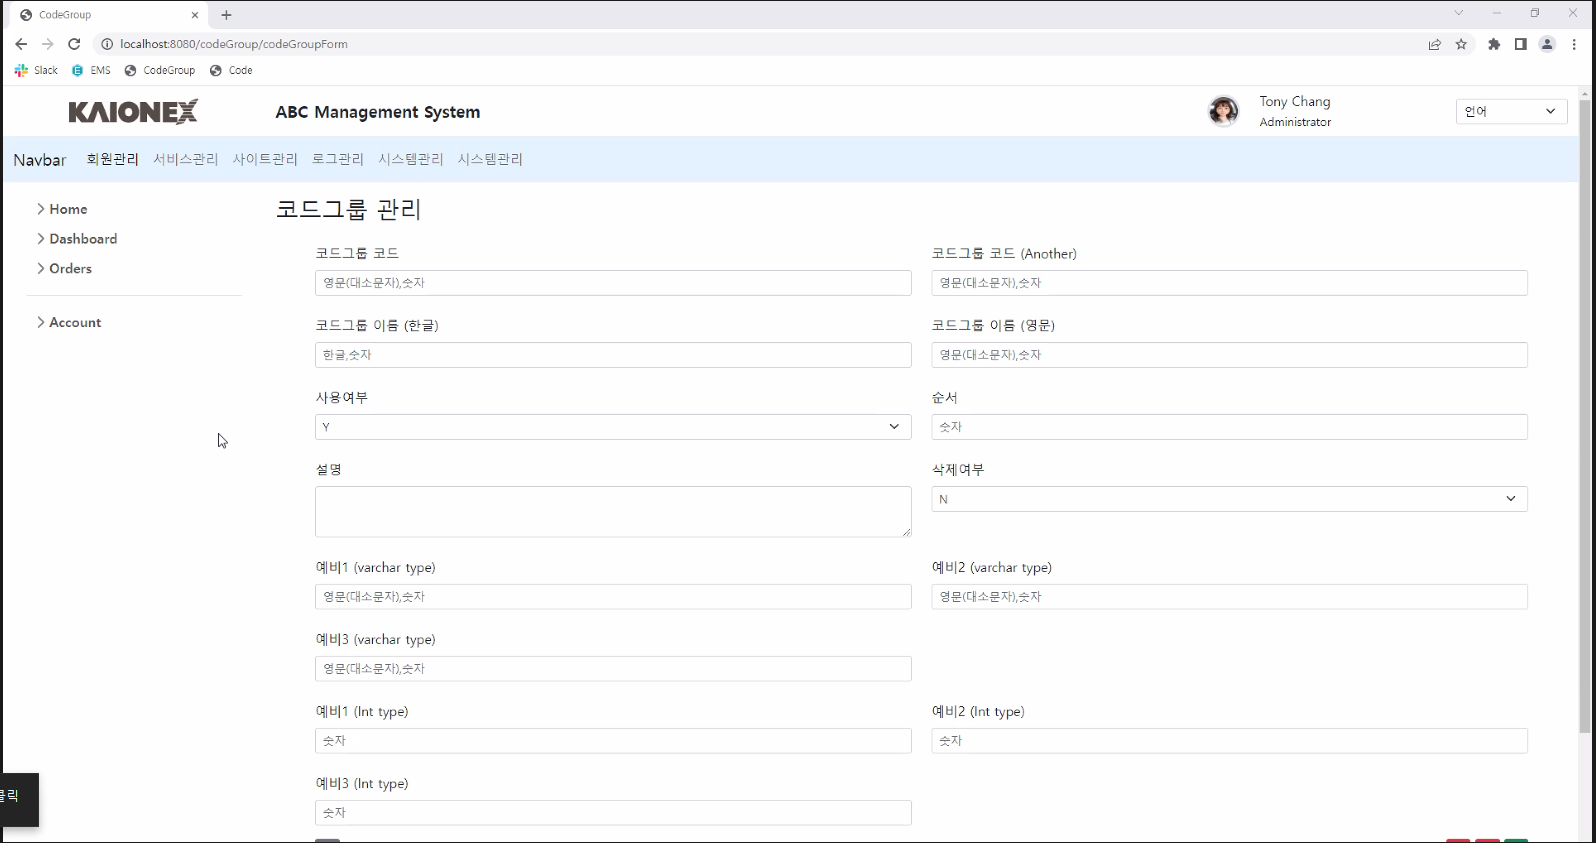 CodeGroup
localhost:8080/codeGroup/codeGroupForm
Slack EMS CodeGroup Code
KAIONEX
ABC Management System
Tony Chang
Administrator
언어
Navbar 회원관리 서비스관리 사이트관리 로그관리 시스템관리 시스템관리
Home
Dashboard
Orders
Account
코드그룹 관리
코드그룹 코드
영문(대소문자),숫자
코드그룹 코드 (Another)
영문(대소문자),숫자
코드그룹 이름 (한글)
한글,숫자
코드그룹 이름 (영문)
영문(대소문자),숫자
사용여부
Y
순서
숫자
설명
삭제여부
N
예비1 (varchar type)
영문(대소문자),숫자
예비2 (varchar type)
영문(대소문자),숫자
예비3 (varchar type)
영문(대소문자),숫자
예비1 (Int type)
숫자
예비2 (Int type)
숫자
예비3 (Int type)
숫자